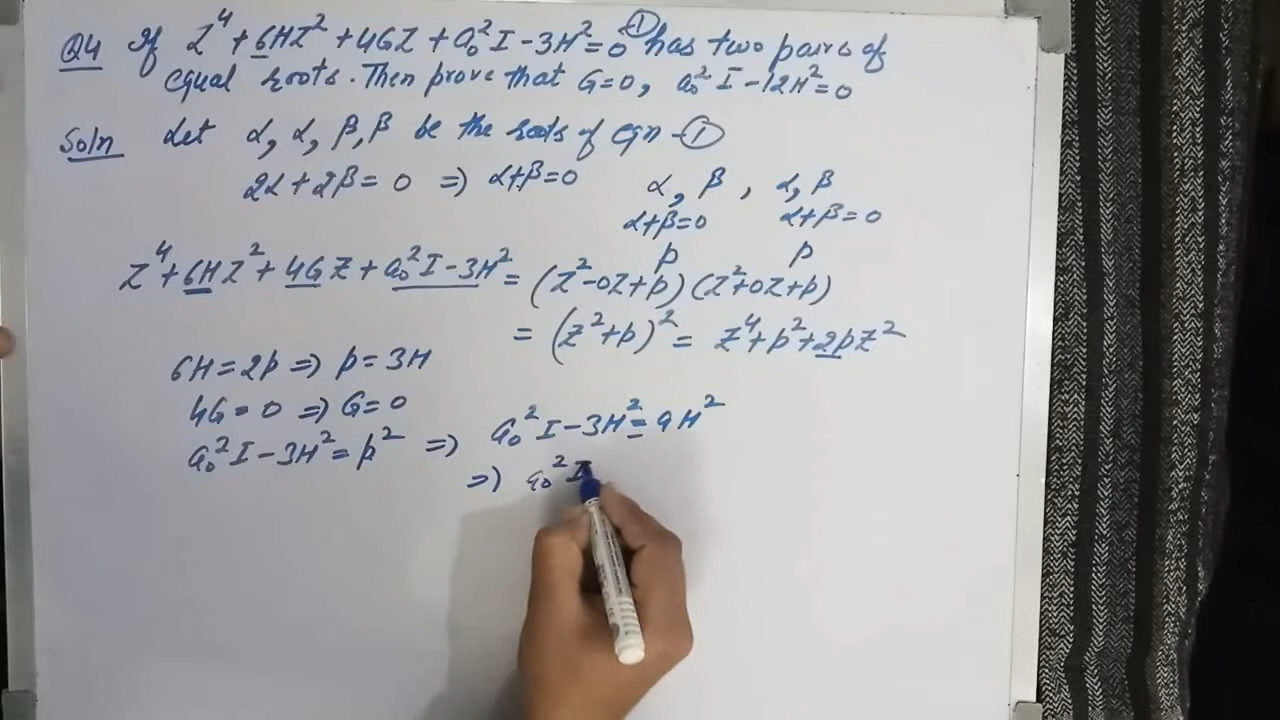 Q4 If Z⁴ + 6HZ² + 4GZ + a₀²I - 3H² = 0 ① has two pairs of
equal roots. Then prove that G=0, a₀²I - 12H² = 0
Soln Let α, α, β, β be the roots of eqn - ①
2α + 2β = 0 => α+β=0
α, β , α, β
α+β=0 α+β=0
p p
Z⁴ + 6HZ² + 4GZ + a₀²I - 3H² = (Z² - 0Z + p) (Z² + 0Z + p)
= (Z² + p)² = Z⁴ + p² + 2pZ²
6H = 2p => p = 3H
4G = 0 => G = 0
a₀²I - 3H² = p² => a₀²I - 3H² = 9H²
=> a₀²I